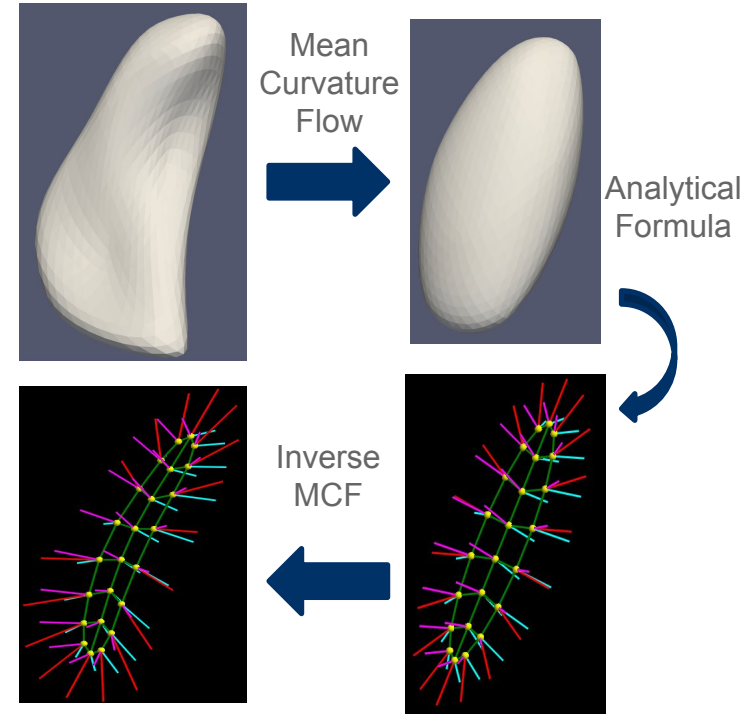 Mean
Curvature
Flow
Analytical
Formula
Inverse
MCF